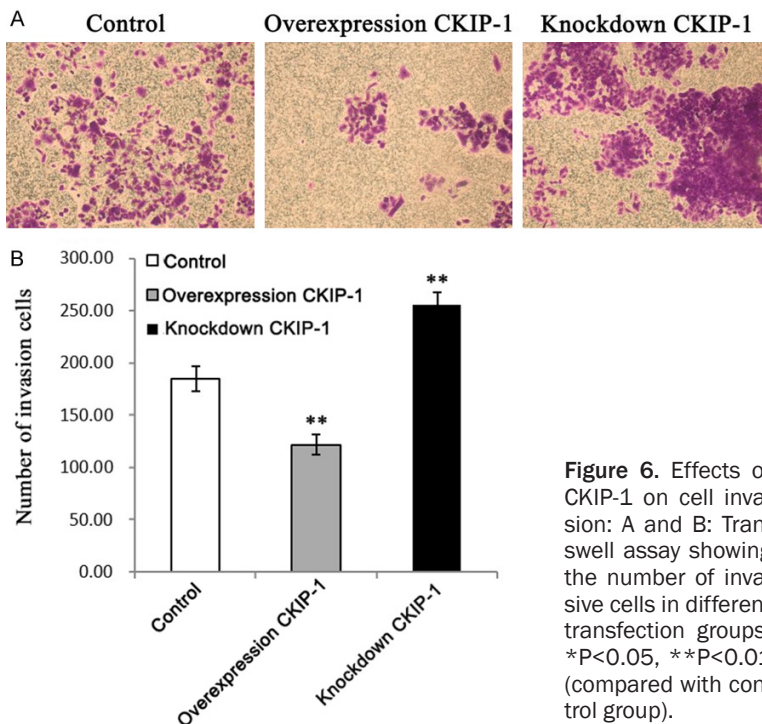 A
Control
Overexpression CKIP-1
Knockdown CKIP-1
B
300.00
250.00
200.00
150.00
100.00
50.00
0.00
Number of invasion cells
Control
Overexpression CKIP-1
Knockdown CKIP-1
**
**
Control
Overexpression CKIP-1
Knockdown CKIP-1
Figure 6. Effects o
CKIP-1 on cell inva
sion: A and B: Tran
swell assay showing
the number of inva
sive cells in differen
transfection groups
*P<0.05, **P<0.01
(compared with con
trol group).